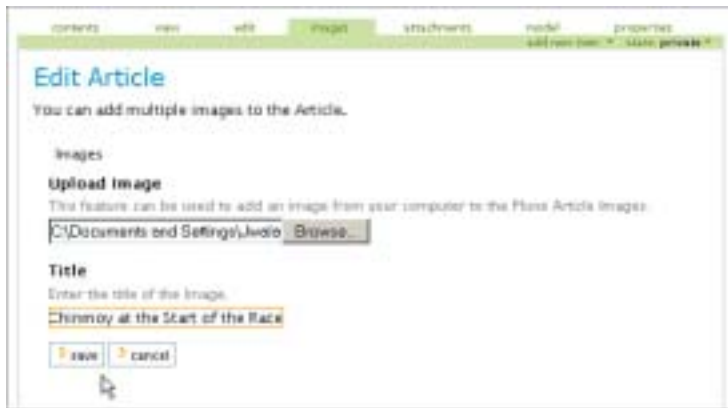 contents view edit images attachments model properties
add new item state: private
Edit Article
You can add multiple images to the Article.
Images
Upload Image
This feature can be used to add an image from your computer to the Plone Article Images.
C:\Documents and Settings\Jwalo Browse...
Title
Enter the title of the Image.
Chinmoy at the Start of the Race
save cancel